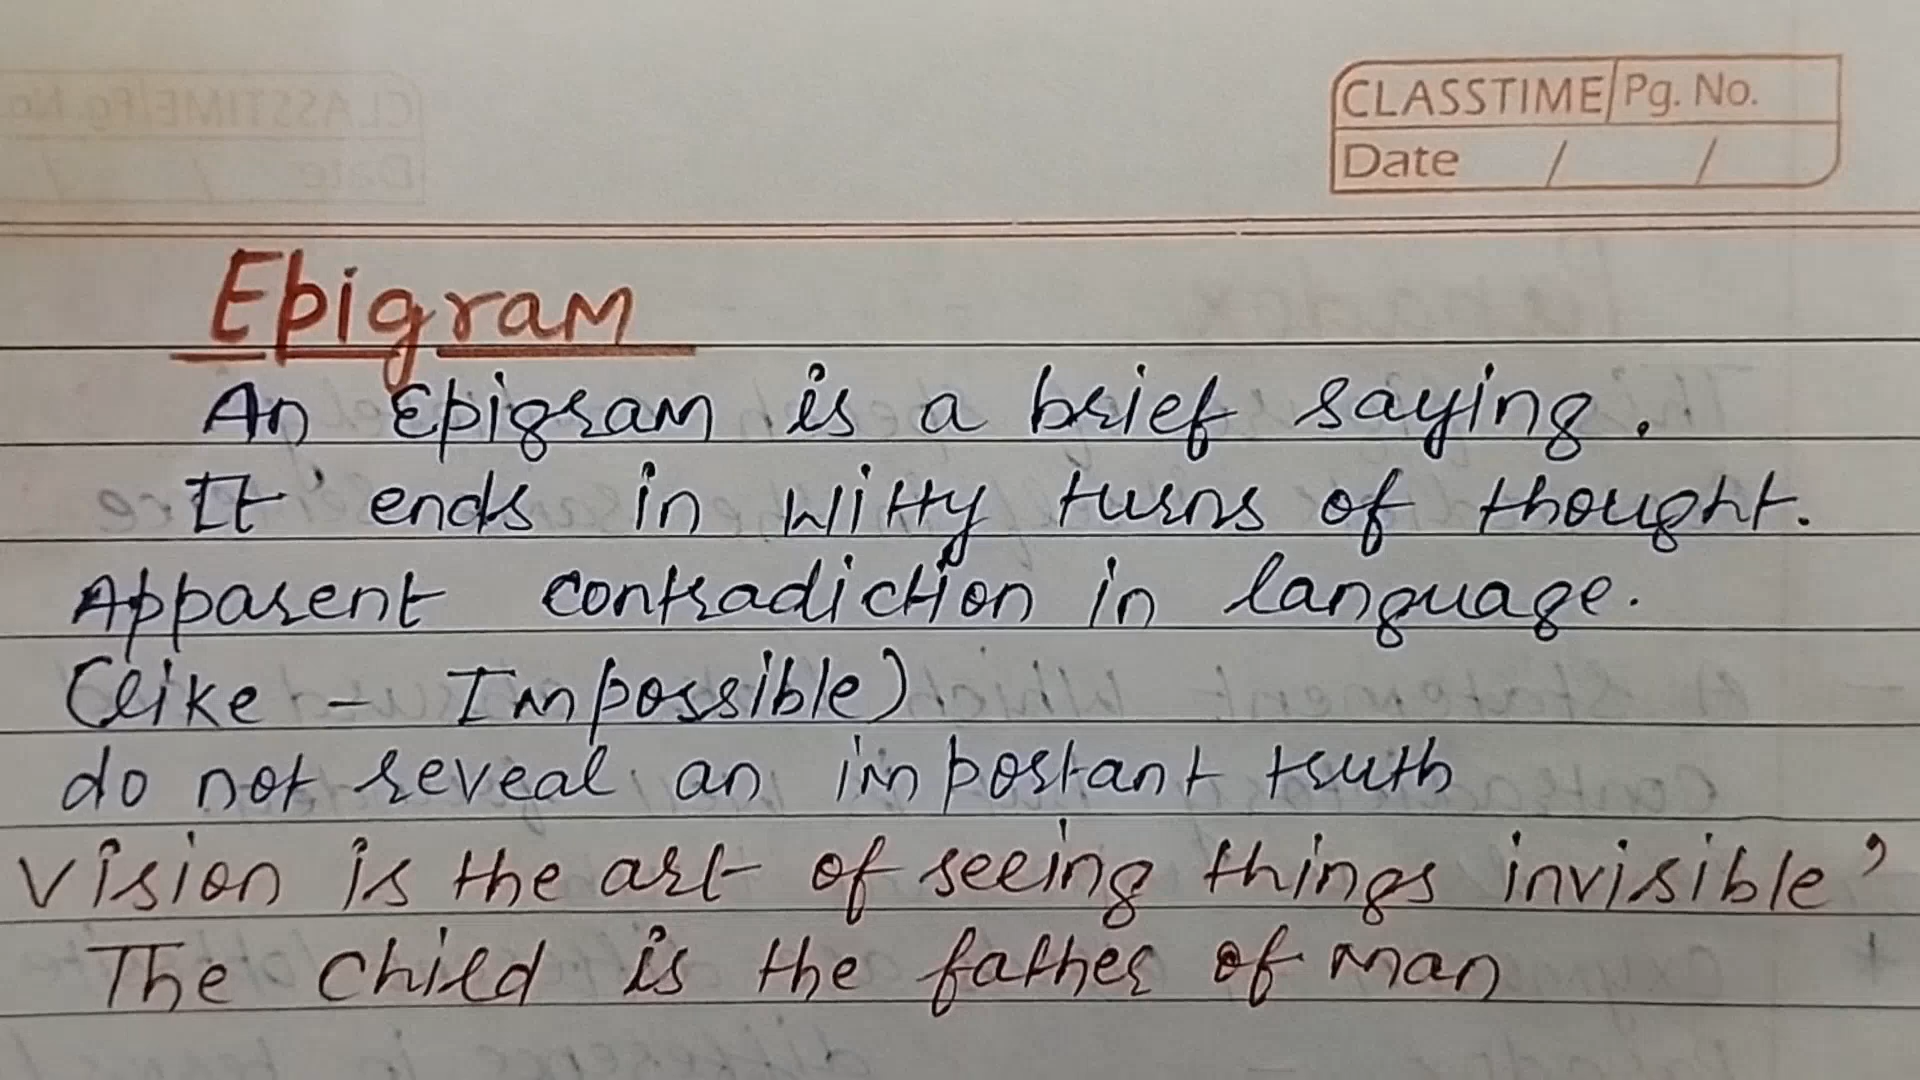 CLASSTIME Pg. No.
Date / /
Epigram
An Epigram is a brief saying.
It ends in witty turns of thought.
Apparent contradiction in language.
(like - Impossible)
do not reveal an important truth
Vision is the art of seeing things invisible’
The child is the father of man